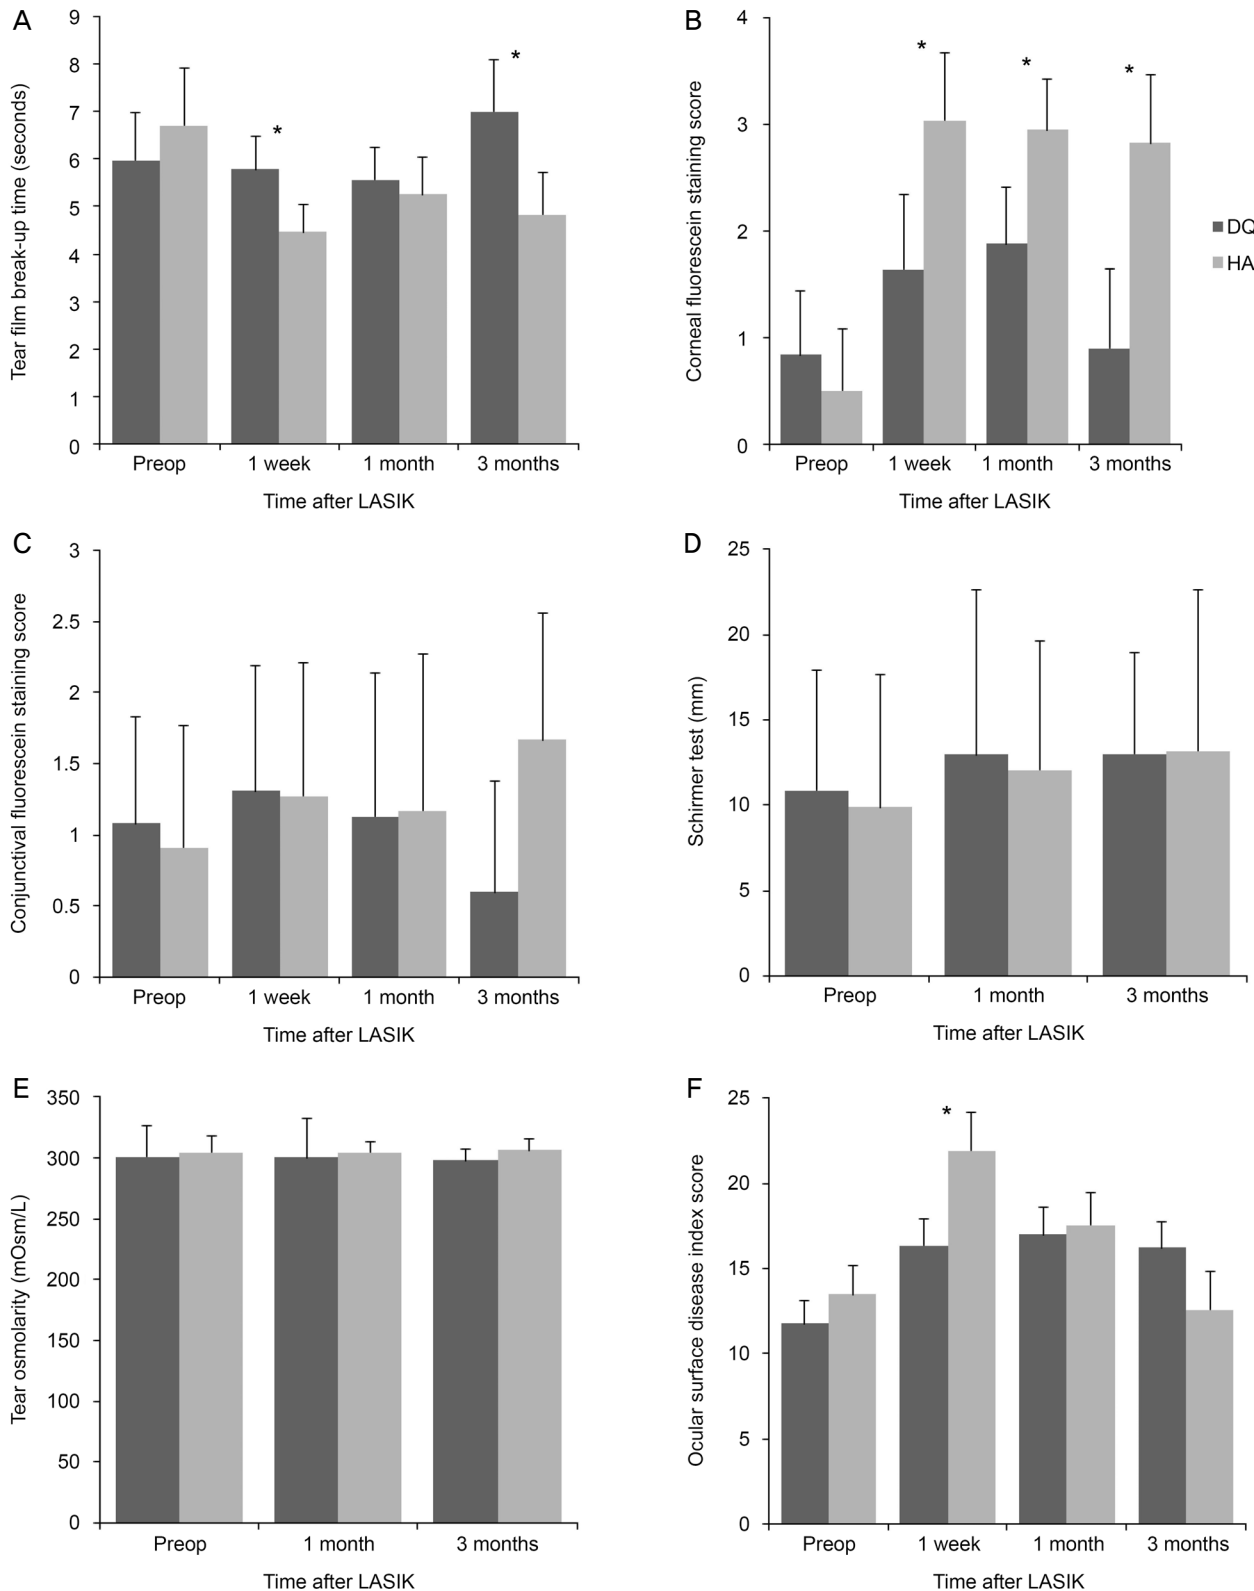 A
Tear film break-up time (seconds)
9
8
7
6
5
4
3
2
1
0
*
*
Preop 1 week 1 month 3 months
Time after LASIK
B
Corneal fluorescein staining score
4
3
2
1
0
*
*
*
Preop 1 week 1 month 3 months
Time after LASIK
DQ
HA
C
Conjunctival fluorescein staining score
3
2.5
2
1.5
1
0.5
0
Preop 1 week 1 month 3 months
Time after LASIK
D
Schirmer test (mm)
25
20
15
10
5
0
Preop 1 month 3 months
Time after LASIK
E
Tear osmolarity (mOsm/L)
350
300
250
200
150
100
50
0
Preop 1 month 3 months
Time after LASIK
F
Ocular surface disease index score
25
20
15
10
5
0
*
Preop 1 week 1 month 3 months
Time after LASIK